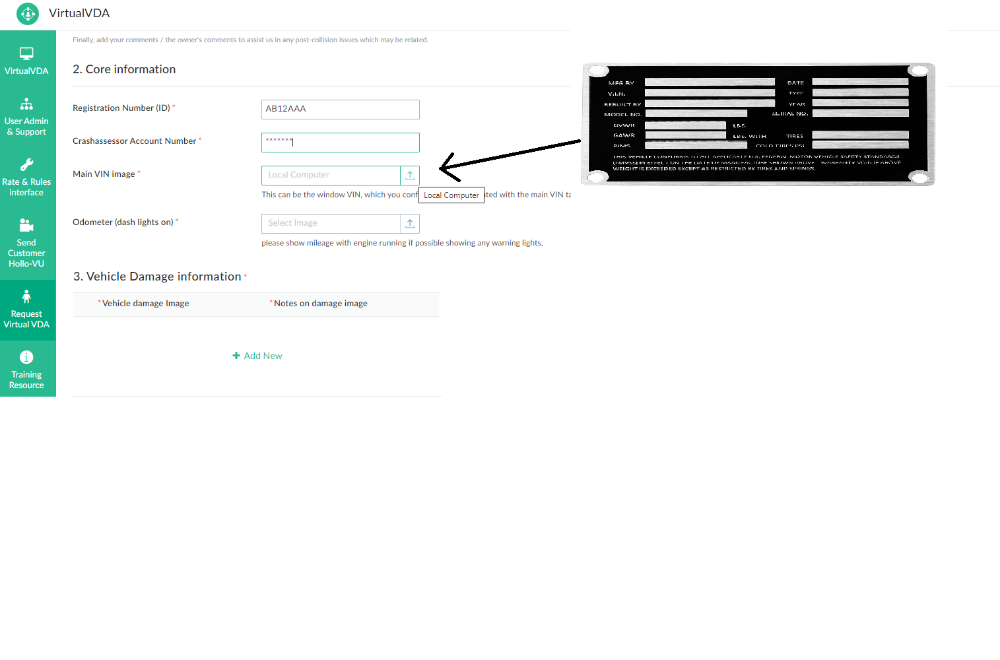 VirtualVDA
Finally, add your comments / the owner's comments to assist us in any post-collision issues which may be related.
VirtualVDA
User Admin
& Support
Rate & Rules
interface
Send
Customer
Hollo-VU
Request
Virtual VDA
Training
Resource
2. Core information
Registration Number (ID) *
AB12AAA
Crashassessor Account Number *
*******
Main VIN image *
Local Computer
This can be the window VIN, which you conf
Local Computer
ted with the main VIN ta
Odometer (dash lights on) *
Select Image
please show mileage with engine running if possible showing any warning lights,
3. Vehicle Damage information *
* Vehicle damage Image
* Notes on damage image
+ Add New
MFG BY
DATE
V.I.N.
TYPE
REBUILT BY
YEAR
MODEL NO.
SERIAL NO.
GVWR
LBS.
GAWR
LBS. WITH
TIRES
RIMS
COLD TIRES PSI
THIS VEHICLE CONFORMS TO ALL APPLICABLE U.S. FEDERAL MOTOR VEHICLE SAFETY STANDARDS
(FMVSS) IN EFFECT ON THE DATE OF MANUFACTURE SHOWN ABOVE. WARRANTY VOID IF ABOVE
WEIGHT IS EXCEEDED EXCEPT AS RESTRICTED BY TIRES AND SPRINGS.